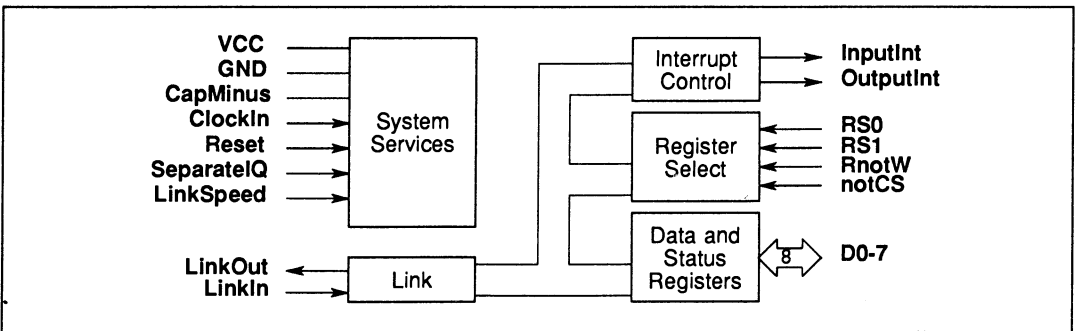 VCC
GND
CapMinus
ClockIn
Reset
SeparateIQ
LinkSpeed
System
Services
LinkOut
LinkIn
Link
Interrupt
Control
InputInt
OutputInt
Register
Select
RS0
RS1
RnotW
notCS
Data and
Status
Registers
8
D0-7